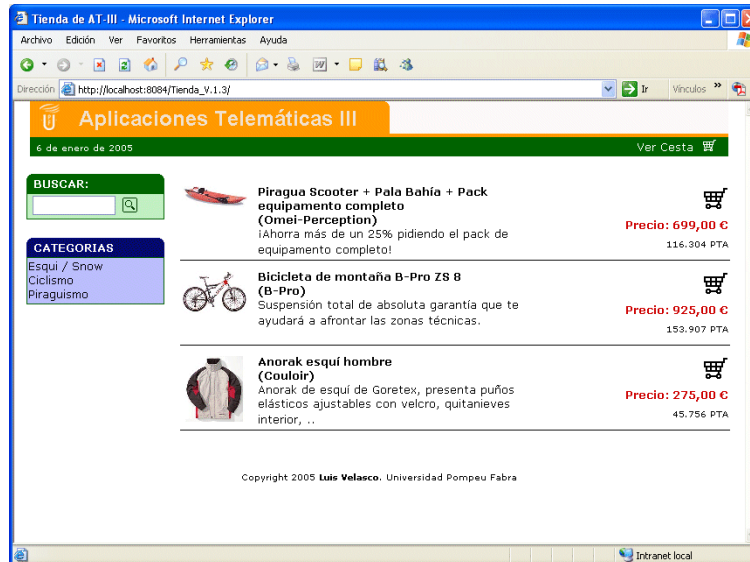 Tienda de AT-III - Microsoft Internet Explorer
Archivo Edición Ver Favoritos Herramientas Ayuda
Dirección http://localhost:8084/Tienda_V.1.3/ Ir Vínculos »
Aplicaciones Telemáticas III
6 de enero de 2005 Ver Cesta
BUSCAR:
CATEGORIAS
Esqui / Snow
Ciclismo
Piraguismo
Piragua Scooter + Pala Bahía + Pack
equipamento completo
(Omei-Perception)
¡Ahorra más de un 25% pidiendo el pack de
equipamento completo!
Precio: 699,00 €
116.304 PTA
Bicicleta de montaña B-Pro ZS 8
(B-Pro)
Suspensión total de absoluta garantía que te
ayudará a afrontar las zonas técnicas.
Precio: 925,00 €
153.907 PTA
Anorak esquí hombre
(Couloir)
Anorak de esquí de Goretex, presenta puños
elásticos ajustables con velcro, quitanieves
interior, ..
Precio: 275,00 €
45.756 PTA
Copyright 2005 Luis Velasco. Universidad Pompeu Fabra
Intranet local